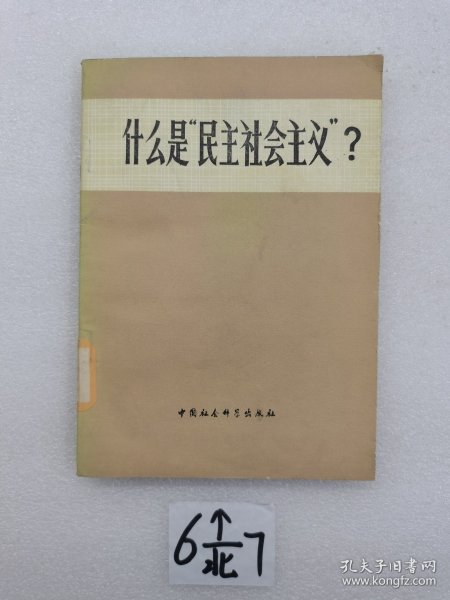 什么是“民主社会主义”?
中国社会科学出版社
6↑北7
孔夫子旧书网
www.kongfz.com